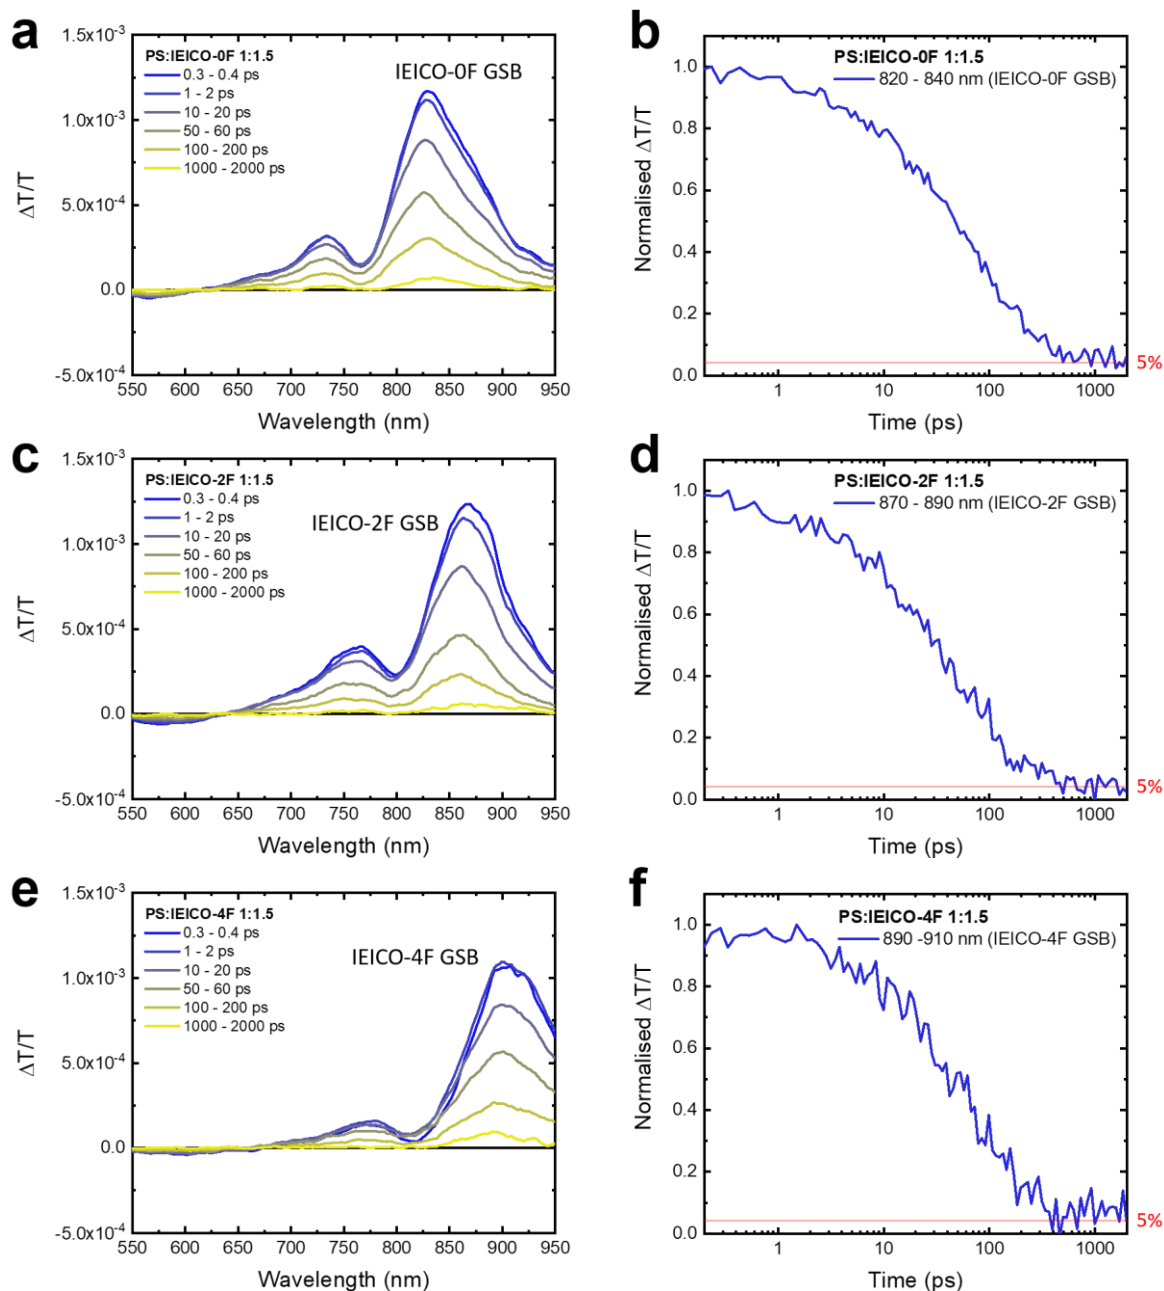 a
1.5x10⁻³
1.0x10⁻³
5.0x10⁻⁴
0.0
-5.0x10⁻⁴
ΔT/T
PS:IEICO-0F 1:1.5
0.3 - 0.4 ps
1 - 2 ps
10 - 20 ps
50 - 60 ps
100 - 200 ps
1000 - 2000 ps
IEICO-0F GSB
550 600 650 700 750 800 850 900 950
Wavelength (nm)
b
1.0
0.8
0.6
0.4
0.2
0.0
Normalised ΔT/T
PS:IEICO-0F 1:1.5
820 - 840 nm (IEICO-0F GSB)
5%
1 10 100 1000
Time (ps)
c
1.5x10⁻³
1.0x10⁻³
5.0x10⁻⁴
0.0
-5.0x10⁻⁴
ΔT/T
PS:IEICO-2F 1:1.5
0.3 - 0.4 ps
1 - 2 ps
10 - 20 ps
50 - 60 ps
100 - 200 ps
1000 - 2000 ps
IEICO-2F GSB
550 600 650 700 750 800 850 900 950
Wavelength (nm)
d
1.0
0.8
0.6
0.4
0.2
0.0
Normalised ΔT/T
PS:IEICO-2F 1:1.5
870 - 890 nm (IEICO-2F GSB)
5%
1 10 100 1000
Time (ps)
e
1.5x10⁻³
1.0x10⁻³
5.0x10⁻⁴
0.0
-5.0x10⁻⁴
ΔT/T
PS:IEICO-4F 1:1.5
0.3 - 0.4 ps
1 - 2 ps
10 - 20 ps
50 - 60 ps
100 - 200 ps
1000 - 2000 ps
IEICO-4F GSB
550 600 650 700 750 800 850 900 950
Wavelength (nm)
f
1.0
0.8
0.6
0.4
0.2
0.0
Normalised ΔT/T
PS:IEICO-4F 1:1.5
890 -910 nm (IEICO-4F GSB)
5%
1 10 100 1000
Time (ps)